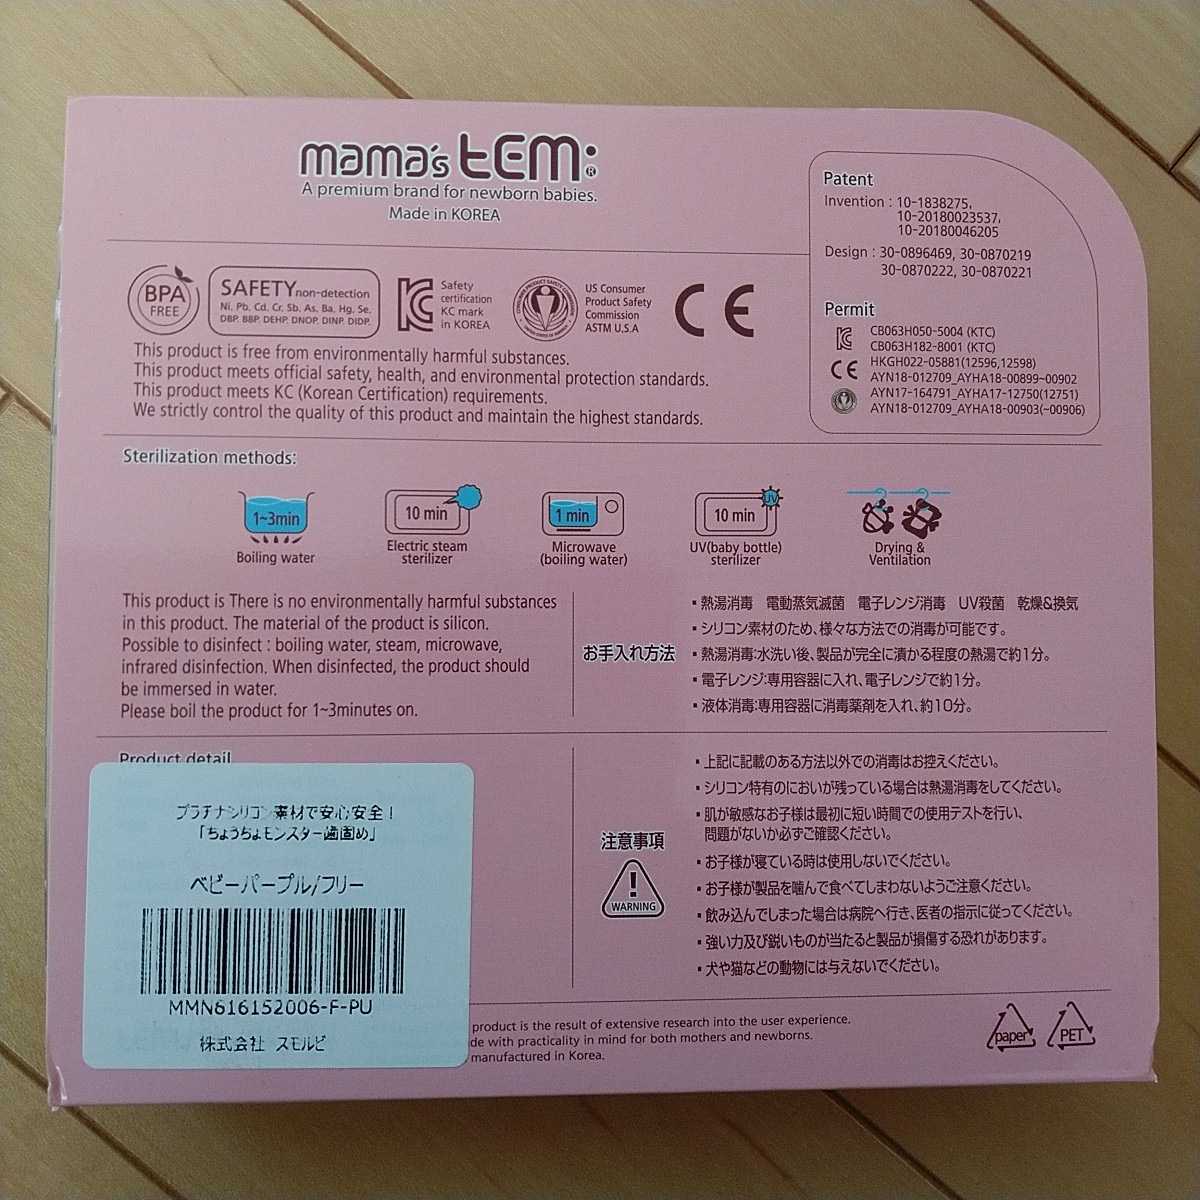 mama's tEM:
A premium brand for newborn babies.
Made in KOREA
Patent
Invention : 10-1838275,
10-20180023537,
10-20180046205
Design : 30-0896469, 30-0870219
30-0870222, 30-0870221
Permit
CB063H050-5004 (KTC)
CB063H182-8001 (KTC)
HKGH022-05881(12596,12598)
AYN18-012709_AYHA18-00899~00902
AYN17-164791_AYHA17-12750(12751)
AYN18-012709_AYHA18-00903(~00906)
BPA
FREE
SAFETY non-detection
Ni, Pb, Cd, Cr, Sb, As, Ba, Hg, Se.
DBP, BBP, DEHP, DNOP, DINP, DIDP.
Safety
certification
KC mark
in KOREA
US Consumer
Product Safety
Commission
ASTM U.S.A
CE
This product is free from environmentally harmful substances.
This product meets official safety, health, and environmental protection standards.
This product meets KC (Korean Certification) requirements.
We strictly control the quality of this product and maintain the highest standards.
Sterilization methods:
1~3min
Boiling water
10 min
Electric steam
sterilizer
1 min
Microwave
(boiling water)
10 min
UV
UV(baby bottle)
sterilizer
Drying &
Ventilation
This product is There is no environmentally harmful substances
in this product. The material of the product is silicon.
Possible to disinfect : boiling water, steam, microwave,
infrared disinfection. When disinfected, the product should
be immersed in water.
Please boil the product for 1~3minutes on.
お手入れ方法
・熱湯消毒　電動蒸気滅菌　電子レンジ消毒　UV殺菌　乾燥&換気
・シリコン素材のため、様々な方法での消毒が可能です。
・熱湯消毒:水洗い後、製品が完全に漬かる程度の熱湯で約1分。
・電子レンジ:専用容器に入れ、電子レンジで約1分。
・液体消毒:専用容器に消毒薬剤を入れ、約10分。
Product detail
注意事項
WARNING
・上記に記載のある方法以外での消毒はお控えください。
・シリコン特有のにおいが残っている場合は熱湯消毒をしてください。
・肌が敏感なお子様は最初に短い時間での使用テストを行い、
問題がないか必ずご確認ください。
・お子様が寝ている時は使用しないでください。
・お子様が製品を噛んで食べてしまわないようご注意ください。
・飲み込んでしまった場合は病院へ行き、医者の指示に従ってください。
・強い力及び鋭いものが当たると製品が損傷する恐れがあります。
・犬や猫などの動物には与えないでください。
プラチナシリコン素材で安心安全！
「ちょうちょモンスター歯固め」
ベビーパープル/フリー
MMN616152006-F-PU
株式会社 スモルビ
product is the result of extensive research into the user experience.
de with practicality in mind for both mothers and newborns.
manufactured in Korea.
paper
PET